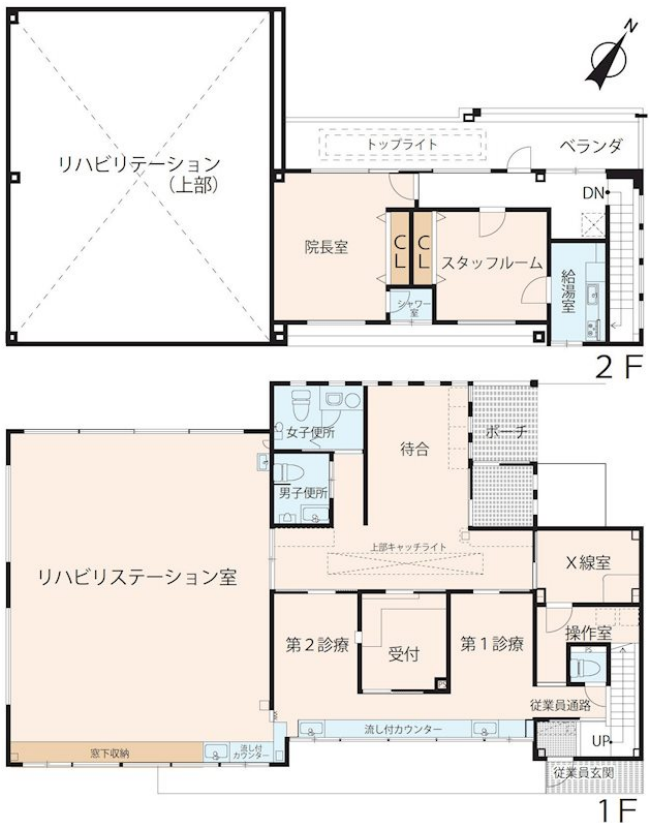 N
リハビリテーション
（上部）
トップライト
ベランダ
DN
院長室
CL
CL
スタッフルーム
シャワー
室
給湯室
2F
女子便所
待合
ポーチ
男子便所
上部キャッチライト
リハビリステーション室
X線室
第2診療
受付
第1診療
操作室
従業員通路
流し付カウンター
窓下収納
流し付
カウンター
UP
従業員玄関
1F